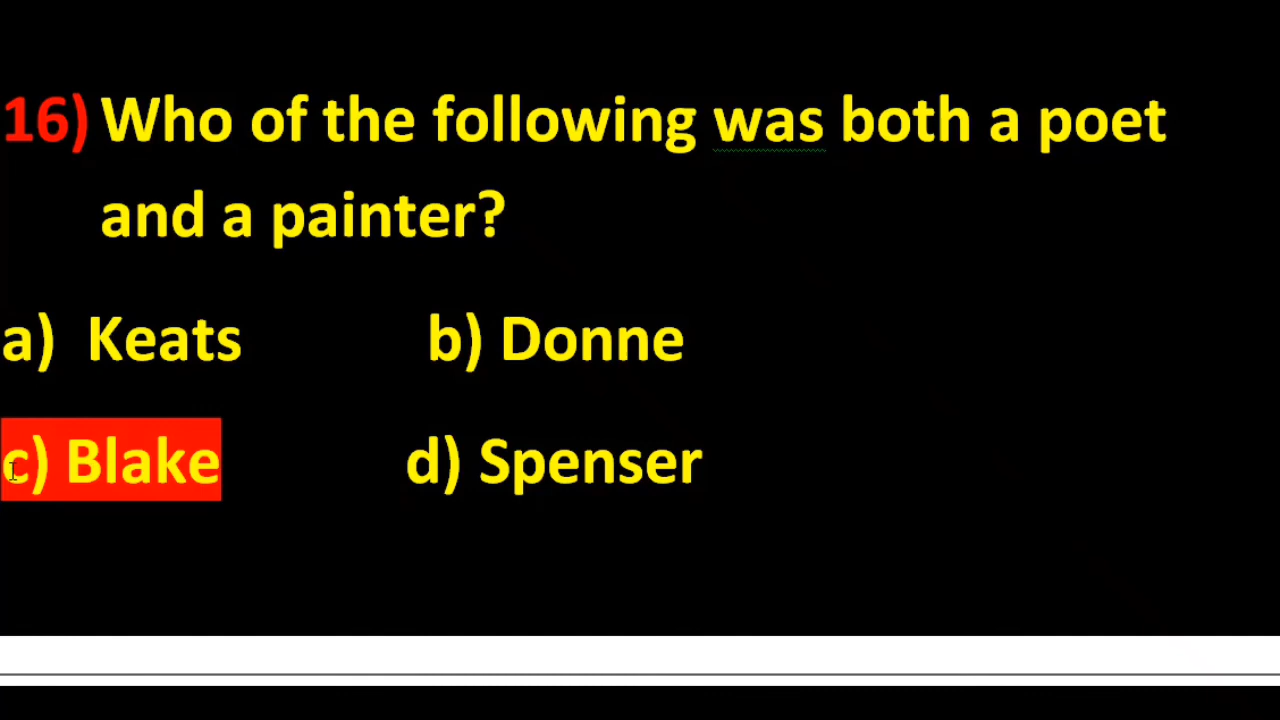 16) Who of the following was both a poet
and a painter?
a) Keats b) Donne
c) Blake d) Spenser